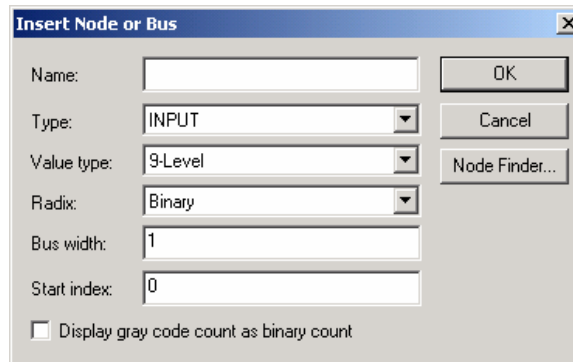 Insert Node or Bus
Name:
OK
Type:
INPUT
Cancel
Value type:
9-Level
Node Finder...
Radix:
Binary
Bus width:
1
Start index:
0
Display gray code count as binary count